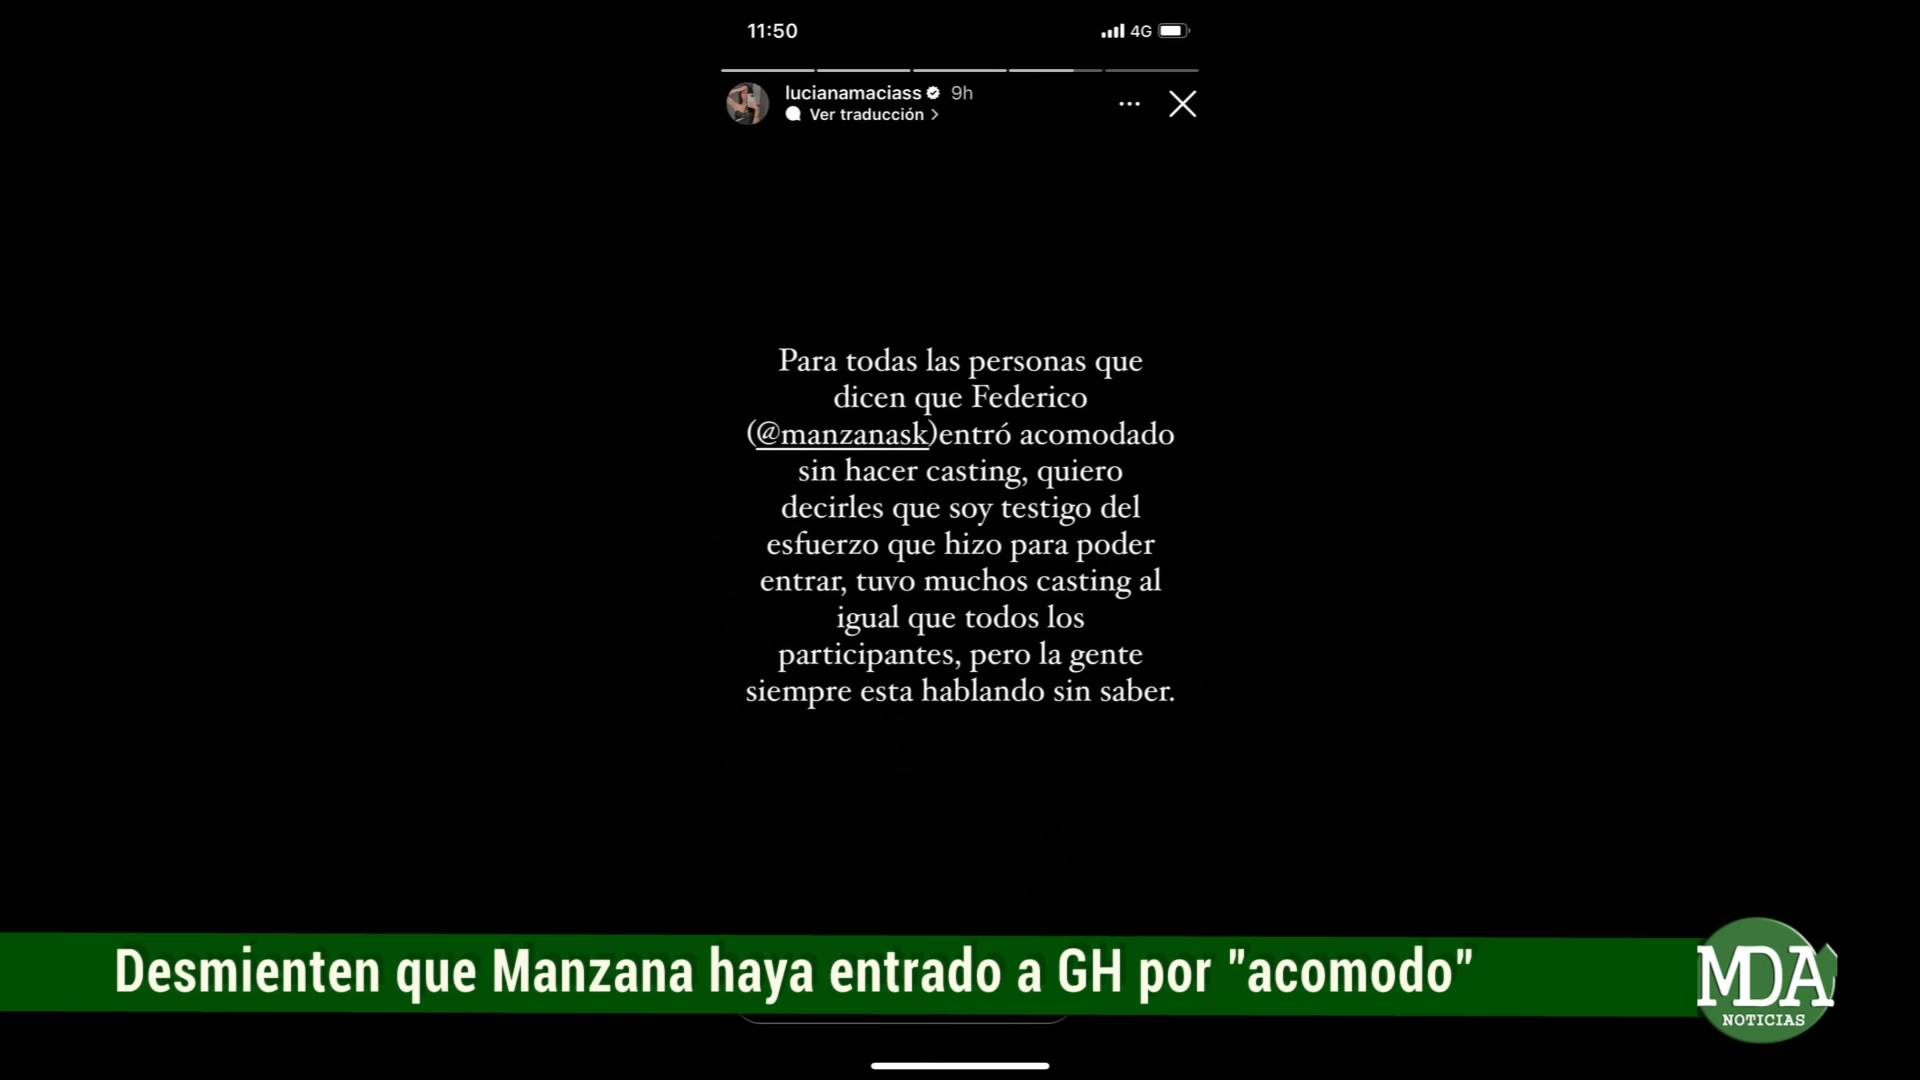 11:50
4G
lucianamaciass 9h
Ver traducción
Para todas las personas que
dicen que Federico
(@manzanask)entró acomodado
sin hacer casting, quiero
decirles que soy testigo del
esfuerzo que hizo para poder
entrar, tuvo muchos casting al
igual que todos los
participantes, pero la gente
siempre esta hablando sin saber.
Desmienten que Manzana haya entrado a GH por "acomodo"
MDA
NOTICIAS